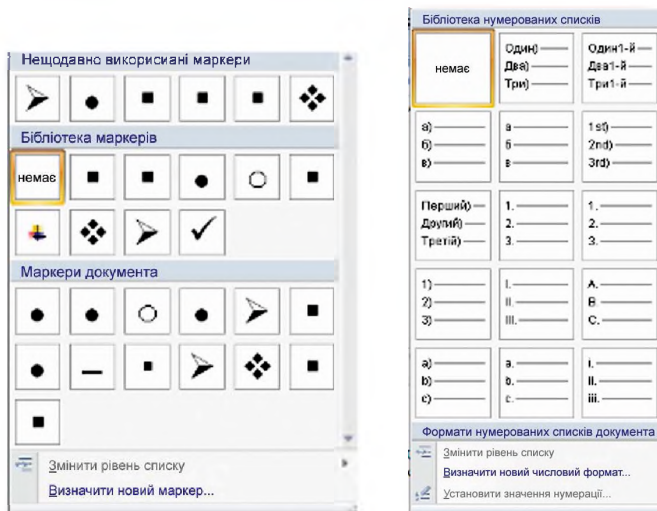 Нещодавно використиані маркери
Бібліотека маркерів
немає
Маркери документа
Змінити рівень списку
Визначити новий маркер...
Бібліотека нумерованих списків
немає
Один)
Два)
Три)
Один1-й
Два1-й
Три1-й
а)
б)
в)
а
б
в
1st)
2nd)
3rd)
Перший)
Другий)
Третій)
1.
2.
3.
1.
2.
3.
1)
2)
3)
I.
II.
III.
A.
B.
C.
a)
b)
c)
a.
b.
c.
i.
ii.
iii.
Формати нумерованих списків документа
Змінити рівень списку
Визначити новий числовий формат...
Установити значення нумерації...